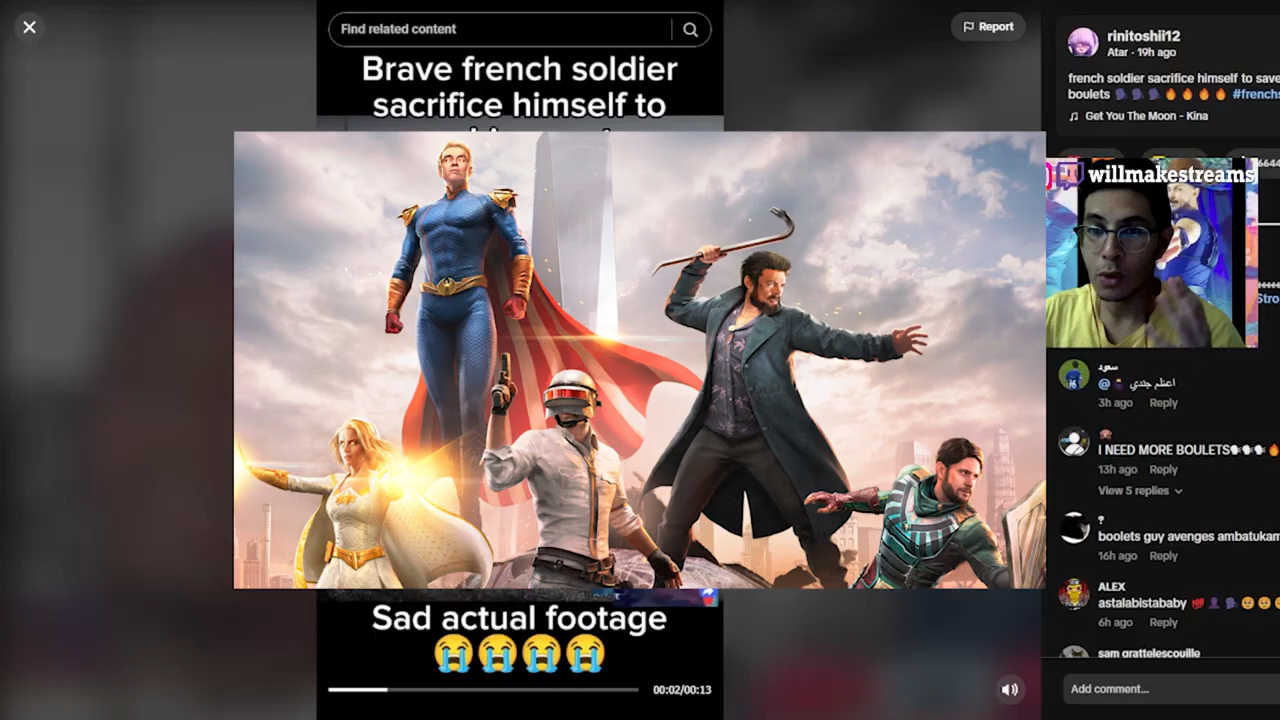 Find related content
Report
Brave french soldier
sacrifice himself to
Sad actual footage
😭😭😭😭
00:02/00:13
rinitoshii12
Atar · 19h ago
french soldier sacrifice himself to save
boulets 🗣️🗣️🗣️🔥🔥🔥🔥 #frenchs
Get You The Moon - Kina
willmakestreams
سعود
@ اعظم جندي
3h ago Reply
I NEED MORE BOULETS🗣️🗣️🗣️🔥
13h ago Reply
View 5 replies
?
boolets guy avenges ambatukam
16h ago Reply
ALEX
astalabistababy
6h ago Reply
sam grattelescouille
Add comment...